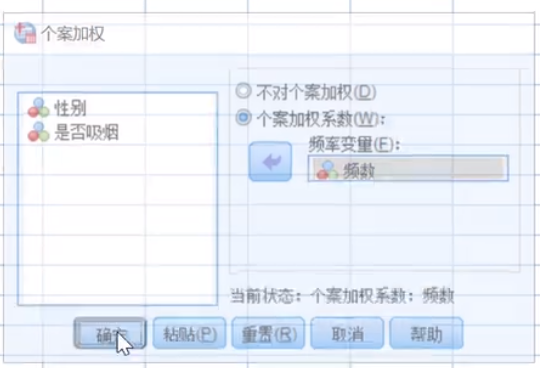 个案加权
性别
是否吸烟
不对个案加权(D)
个案加权系数(W):
频率变量(F):
频数
当前状态：个案加权系数：频数
确定 粘贴(P) 重置(R) 取消 帮助